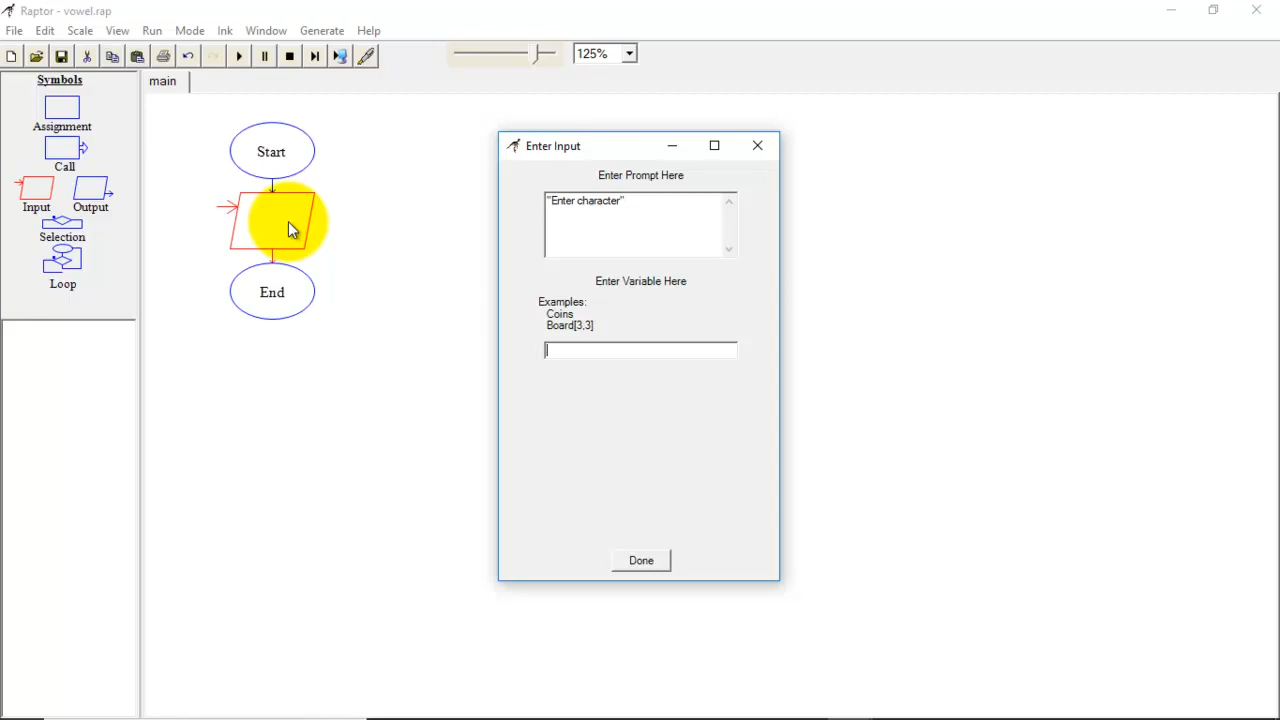 Raptor - vowel.rap
File Edit Scale View Run Mode Ink Window Generate Help
125%
Symbols
Assignment
Call
Input Output
Selection
Loop
main
Start
End
Enter Input
Enter Prompt Here
"Enter character"
Enter Variable Here
Examples:
Coins
Board[3,3]
Done